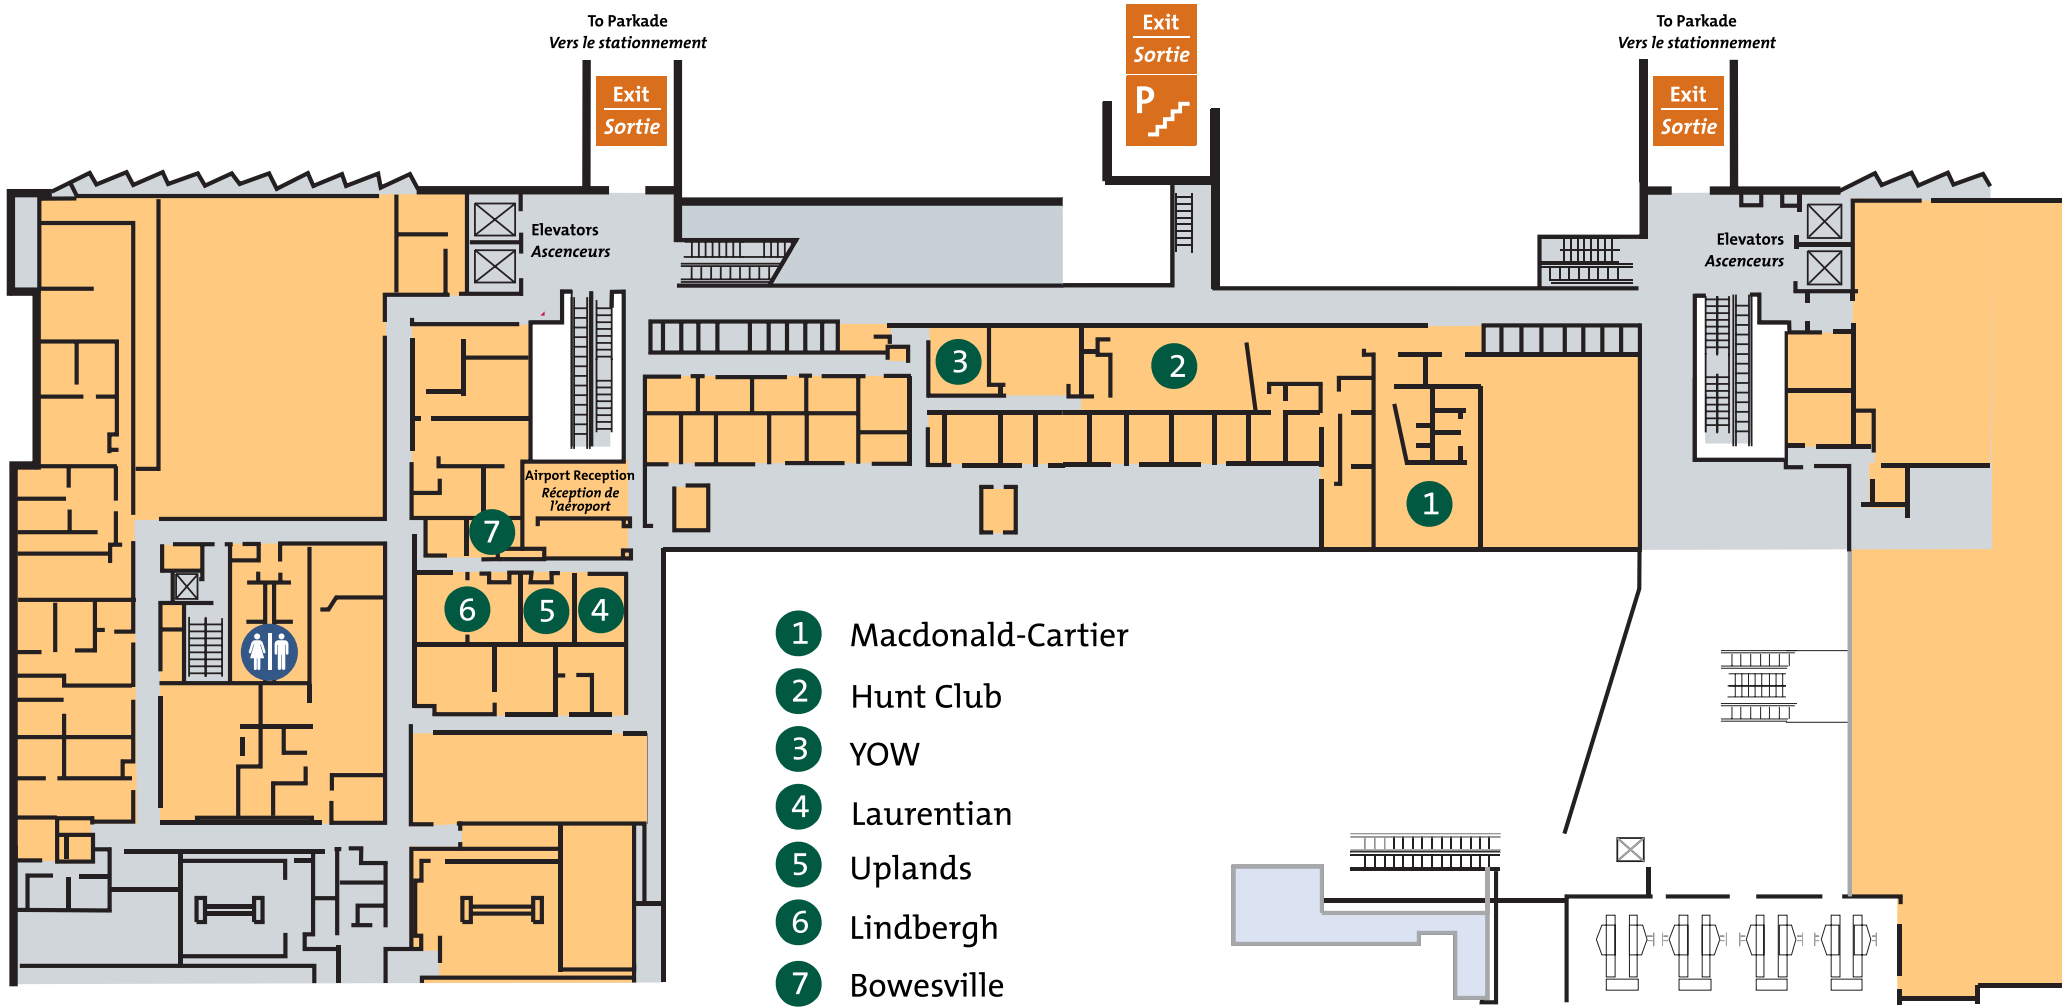 To Parkade
Vers le stationnement
Exit
Sortie
Exit
Sortie
P
To Parkade
Vers le stationnement
Exit
Sortie
Elevators
Ascenceurs
Elevators
Ascenceurs
3
2
1
Airport Reception
Réception de
l'aéroport
7
6
5
4
1 Macdonald-Cartier
2 Hunt Club
3 YOW
4 Laurentian
5 Uplands
6 Lindbergh
7 Bowesville